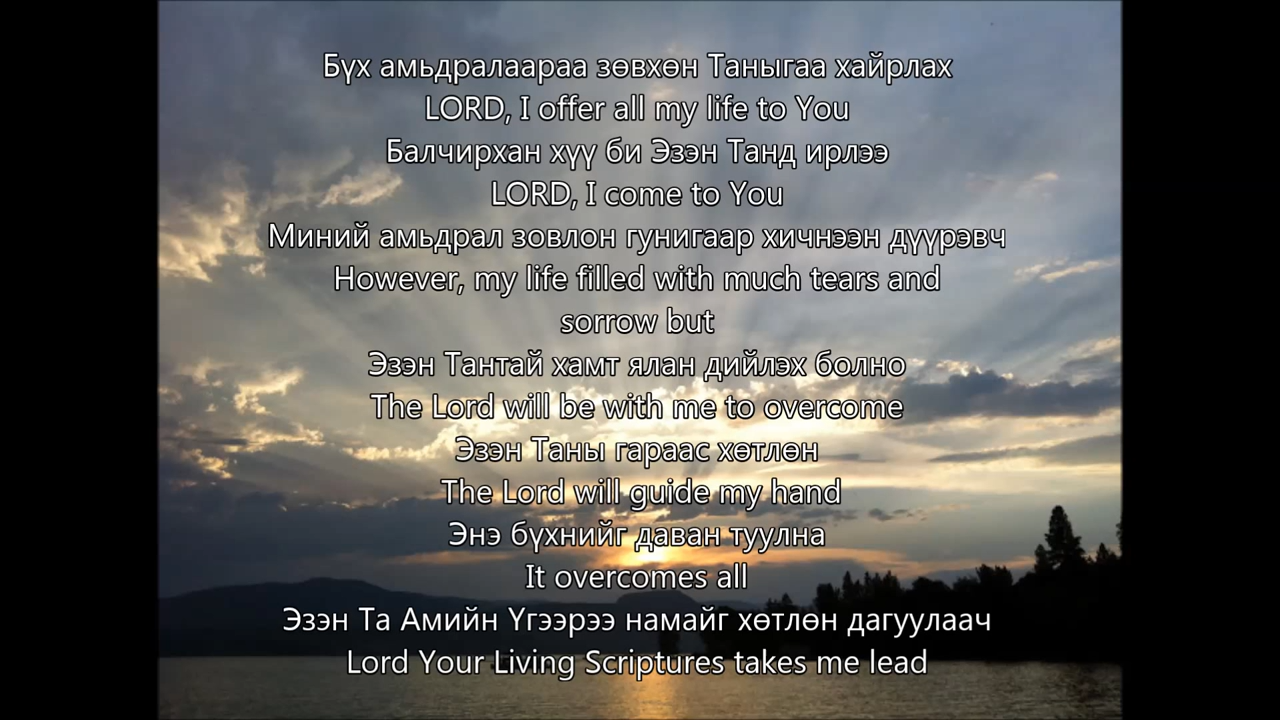 Бүх амьдралаараа зөвхөн Таныгаа хайрлах
LORD, I offer all my life to You
Балчирхан хүү би Эзэн Танд ирлээ
LORD, I come to You
Миний амьдрал зовлон гунигаар хичнээн дүүрэвч
However, my life filled with much tears and
sorrow but
Эзэн Тантай хамт ялан дийлэх болно
The Lord will be with me to overcome
Эзэн Таны гараас хөтлөн
The Lord will guide my hand
Энэ бүхнийг даван туулна
It overcomes all
Эзэн Та Амийн Үгээрээ намайг хөтлөн дагуулаач
Lord Your Living Scriptures takes me lead